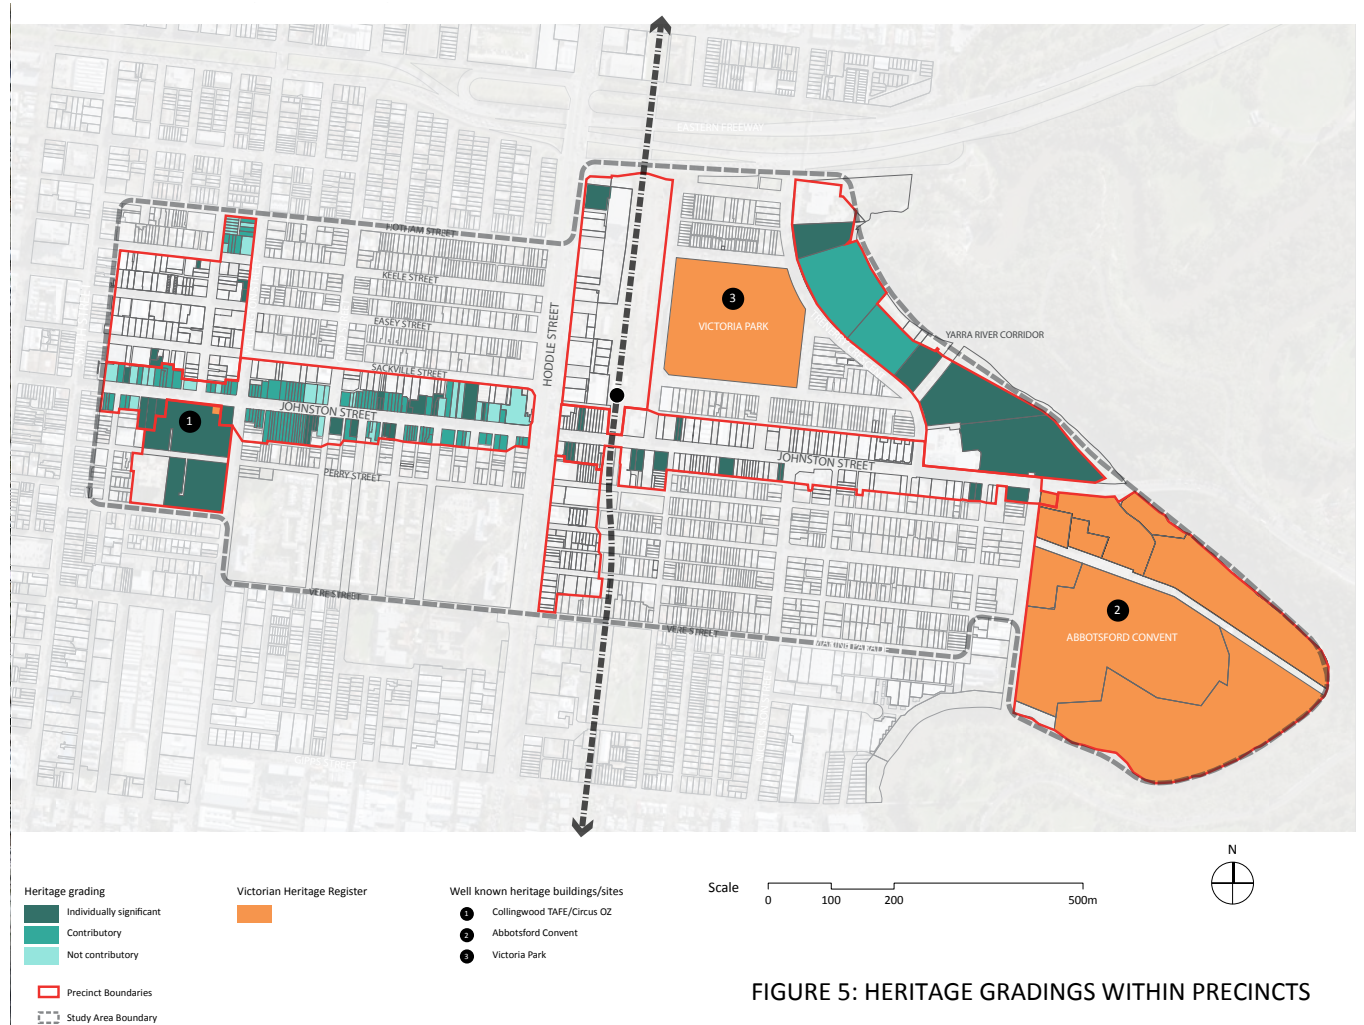 EASTERN FREEWAY
HOTHAM STREET
KEELE STREET
EASEY STREET
SACKVILLE STREET
JOHNSTON STREET
PERRY STREET
HODDLE STREET
3
VICTORIA PARK
YARRA RIVER CORRIDOR
1
JOHNSTON STREET
VERE STREET
VERE STREET
2
ABBOTSFORD CONVENT
N
Heritage grading
Individually significant
Contributory
Not contributory
Precinct Boundaries
Study Area Boundary
Victorian Heritage Register
Well known heritage buildings/sites
1 Collingwood TAFE/Circus OZ
2 Abbotsford Convent
3 Victoria Park
Scale
0 100 200 500m
FIGURE 5: HERITAGE GRADINGS WITHIN PRECINCTS